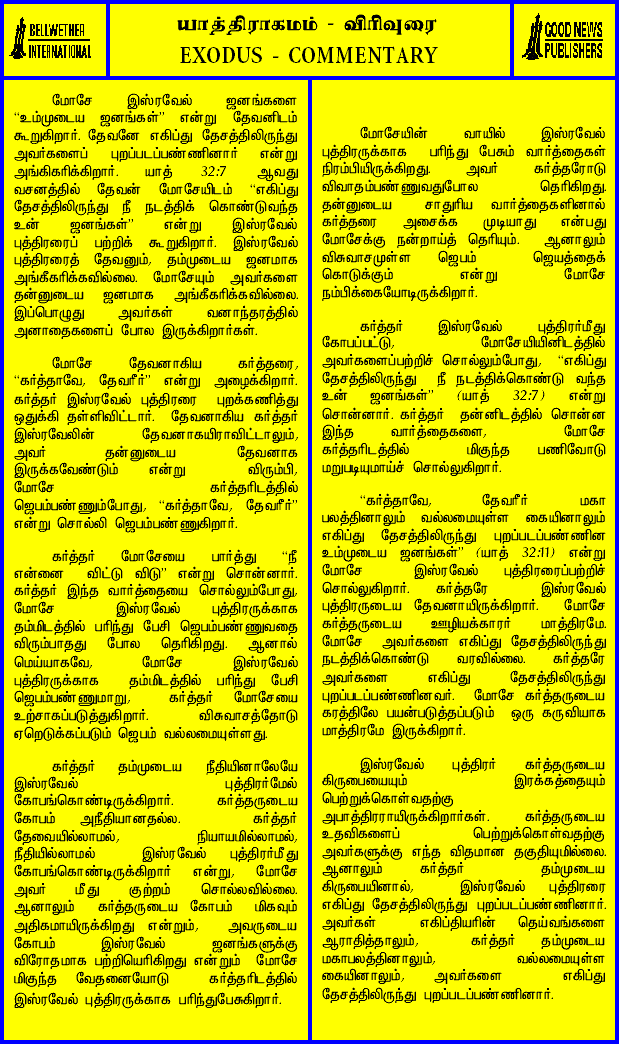 BELLWETHER
INTERNATIONAL
யாத்திராகமம் - விரிவுரை
EXODUS - COMMENTARY
GOOD NEWS
PUBLISHERS
மோசே இஸ்ரவேல் ஜனங்களை
“உம்முடைய ஜனங்கள்” என்று தேவனிடம்
கூறுகிறார். தேவனே எகிப்து தேசத்திலிருந்து
அவர்களைப் புறப்படப்பண்ணினார் என்று
அங்கிகரிக்கிறார். யாத் 32:7 ஆவது
வசனத்தில் தேவன் மோசேயிடம் “எகிப்து
தேசத்திலிருந்து நீ நடத்திக் கொண்டுவந்த
உன் ஜனங்கள்” என்று இஸ்ரவேல்
புத்திரரைப் பற்றிக் கூறுகிறார். இஸ்ரவேல்
புத்திரரைத் தேவனும், தம்முடைய ஜனமாக
அங்கீகரிக்கவில்லை. மோசேயும் அவர்களை
தன்னுடைய ஜனமாக அங்கீகரிக்கவில்லை.
இப்பொழுது அவர்கள் வனாந்தரத்தில்
அனாதைகளைப் போல இருக்கிறார்கள்.
மோசே தேவனாகிய கர்த்தரை,
“கர்த்தாவே, தேவரீர்” என்று அழைக்கிறார்.
கர்த்தர் இஸ்ரவேல் புத்திரரை புறக்கணித்து
ஒதுக்கி தள்ளிவிட்டார். தேவனாகிய கர்த்தர்
இஸ்ரவேலின் தேவனாகயிராவிட்டாலும்,
அவர் தன்னுடைய தேவனாக
இருக்கவேண்டும் என்று விரும்பி,
மோசே கர்த்தரிடத்தில்
ஜெபம்பண்ணும்போது, “கர்த்தாவே, தேவரீர்”
என்று சொல்லி ஜெபம்பண்ணுகிறார்.
கர்த்தர் மோசேயை பார்த்து “நீ
என்னை விட்டு விடு” என்று சொன்னார்.
கர்த்தர் இந்த வார்த்தையை சொல்லும்போது,
மோசே இஸ்ரவேல் புத்திரருக்காக
தம்மிடத்தில் பரிந்து பேசி ஜெபம்பண்ணுவதை
விரும்பாதது போல தெரிகிறது. ஆனால்
மெய்யாகவே, மோசே இஸ்ரவேல்
புத்திரருக்காக தம்மிடத்தில் பரிந்து பேசி
ஜெபம்பண்ணுமாறு, கர்த்தர் மோசேயை
உற்சாகப்படுத்துகிறார். விசுவாசத்தோடு
ஏறெடுக்கப்படும் ஜெபம் வல்லமையுள்ளது.
கர்த்தர் தம்முடைய நீதியினாலேயே
இஸ்ரவேல் புத்திரர்மேல்
கோபங்கொண்டிருக்கிறார். கர்த்தருடைய
கோபம் அநீதியானதல்ல. கர்த்தர்
தேவையில்லாமல், நியாயமில்லாமல்,
நீதியில்லாமல் இஸ்ரவேல் புத்திரர்மீது
கோபங்கொண்டிருக்கிறார் என்று, மோசே
அவர் மீது குற்றம் சொல்லவில்லை.
ஆனாலும் கர்த்தருடைய கோபம் மிகவும்
அதிகமாயிருக்கிறது என்றும், அவருடைய
கோபம் இஸ்ரவேல் ஜனங்களுக்கு
விரோதமாக பற்றியெரிகிறது என்றும் மோசே
மிகுந்த வேதனையோடு கர்த்தரிடத்தில்
இஸ்ரவேல் புத்திரருக்காக பரிந்துபேசுகிறார்.
மோசேயின் வாயில் இஸ்ரவேல்
புத்திரருக்காக பரிந்து பேசும் வார்த்தைகள்
நிரம்பியிருக்கிறது. அவர் கர்த்தரோடு
விவாதம்பண்ணுவதுபோல தெரிகிறது.
தன்னுடைய சாதுரிய வார்த்தைகளினால்
கர்த்தரை அசைக்க முடியாது என்பது
மோசேக்கு நன்றாய்த் தெரியும். ஆனாலும்
விசுவாசமுள்ள ஜெபம் ஜெயத்தைக்
கொடுக்கும் என்று மோசே
நம்பிக்கையோடிருக்கிறார்.
கர்த்தர் இஸ்ரவேல் புத்திரர்மீது
கோபப்பட்டு, மோசேயியினிடத்தில்
அவர்களைப்பற்றிச் சொல்லும்போது, “எகிப்து
தேசத்திலிருந்து நீ நடத்திக்கொண்டு வந்த
உன் ஜனங்கள்” (யாத் 32:7) என்று
சொன்னார். கர்த்தர் தன்னிடத்தில் சொன்ன
இந்த வார்த்தைகளை, மோசே
கர்த்தரிடத்தில் மிகுந்த பணிவோடு
மறுபடியுமாய்ச் சொல்லுகிறார்.
“கர்த்தாவே, தேவரீர் மகா
பலத்தினாலும் வல்லமையுள்ள கையினாலும்
எகிப்து தேசத்திலிருந்து புறப்படப்பண்ணின
உம்முடைய ஜனங்கள்” (யாத் 32:11) என்று
மோசே இஸ்ரவேல் புத்திரரைப்பற்றிச்
சொல்லுகிறார். கர்த்தரே இஸ்ரவேல்
புத்திரருடைய தேவனாயிருக்கிறார். மோசே
கர்த்தருடைய ஊழியக்காரர் மாத்திரமே.
மோசே அவர்களை எகிப்து தேசத்திலிருந்து
நடத்திக்கொண்டு வரவில்லை. கர்த்தரே
அவர்களை எகிப்து தேசத்திலிருந்து
புறப்படப்பண்ணினவர். மோசே கர்த்தருடைய
கரத்திலே பயன்படுத்தப்படும் ஒரு கருவியாக
மாத்திரமே இருக்கிறார்.
இஸ்ரவேல் புத்திரர் கர்த்தருடைய
கிருபையையும் இரக்கத்தையும்
பெற்றுக்கொள்வதற்கு
அபாத்திரராயிருக்கிறார்கள். கர்த்தருடைய
உதவிகளைப் பெற்றுக்கொள்வதற்கு
அவர்களுக்கு எந்த விதமான தகுதியுமில்லை.
ஆனாலும் கர்த்தர் தம்முடைய
கிருபையினால், இஸ்ரவேல் புத்திரரை
எகிப்து தேசத்திலிருந்து புறப்படப்பண்ணினார்.
அவர்கள் எகிப்தியரின் தெய்வங்களை
ஆராதித்தாலும், கர்த்தர் தம்முடைய
மகாபலத்தினாலும், வல்லமையுள்ள
கையினாலும், அவர்களை எகிப்து
தேசத்திலிருந்து புறப்படப்பண்ணினார்.